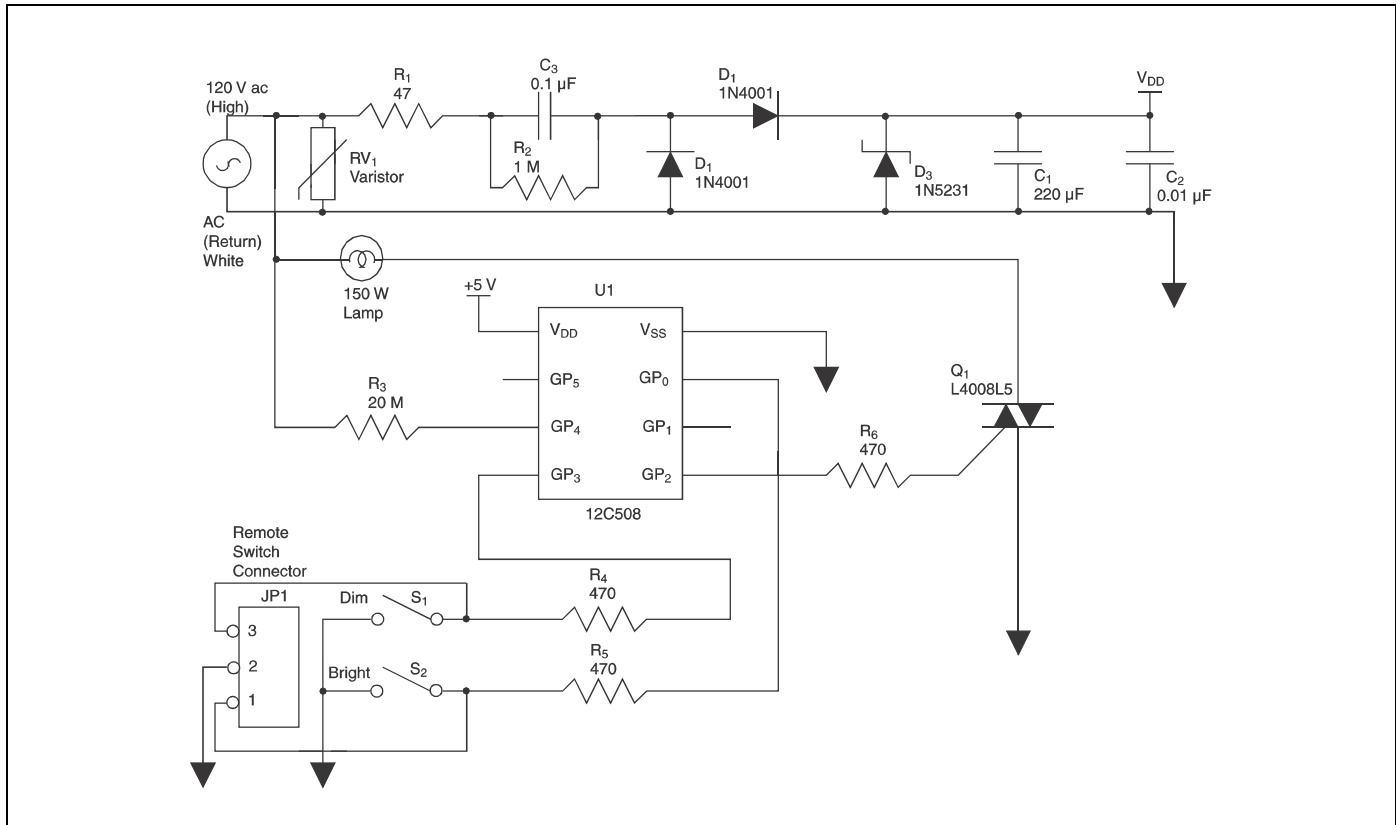 120 V ac
(High)
R1
47
C3
0.1 µF
R2
1 M
D1
1N4001
VDD
RV1
Varistor
D1
1N4001
D3
1N5231
C1
220 µF
C2
0.01 µF
AC
(Return)
White
150 W
Lamp
+5 V
U1
VDD
VSS
GP5
GP0
GP4
GP1
GP3
GP2
12C508
R3
20 M
Q1
L4008L5
R6
470
Remote
Switch
Connector
JP1
3
2
1
Dim
S1
R4
470
Bright
S2
R5
470